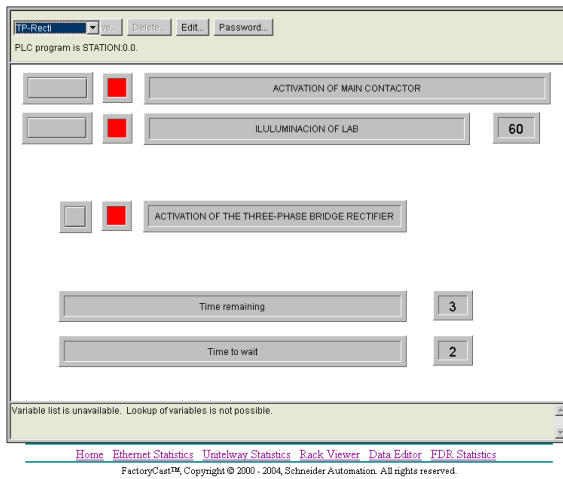 TP-Recti ve... Delete... Edit... Password...
PLC program is STATION:0.0.
ACTIVATION OF MAIN CONTACTOR
ILULUMINACION OF LAB 60
ACTIVATION OF THE THREE-PHASE BRIDGE RECTIFIER
Time remaining 3
Time to wait 2
Variable list is unavailable. Lookup of variables is not possible.
Home Ethernet Statistics Unitelway Statistics Rack Viewer Data Editor FDR Statistics
FactoryCast™, Copyright © 2000 - 2004, Schneider Automation. All rights reserved.